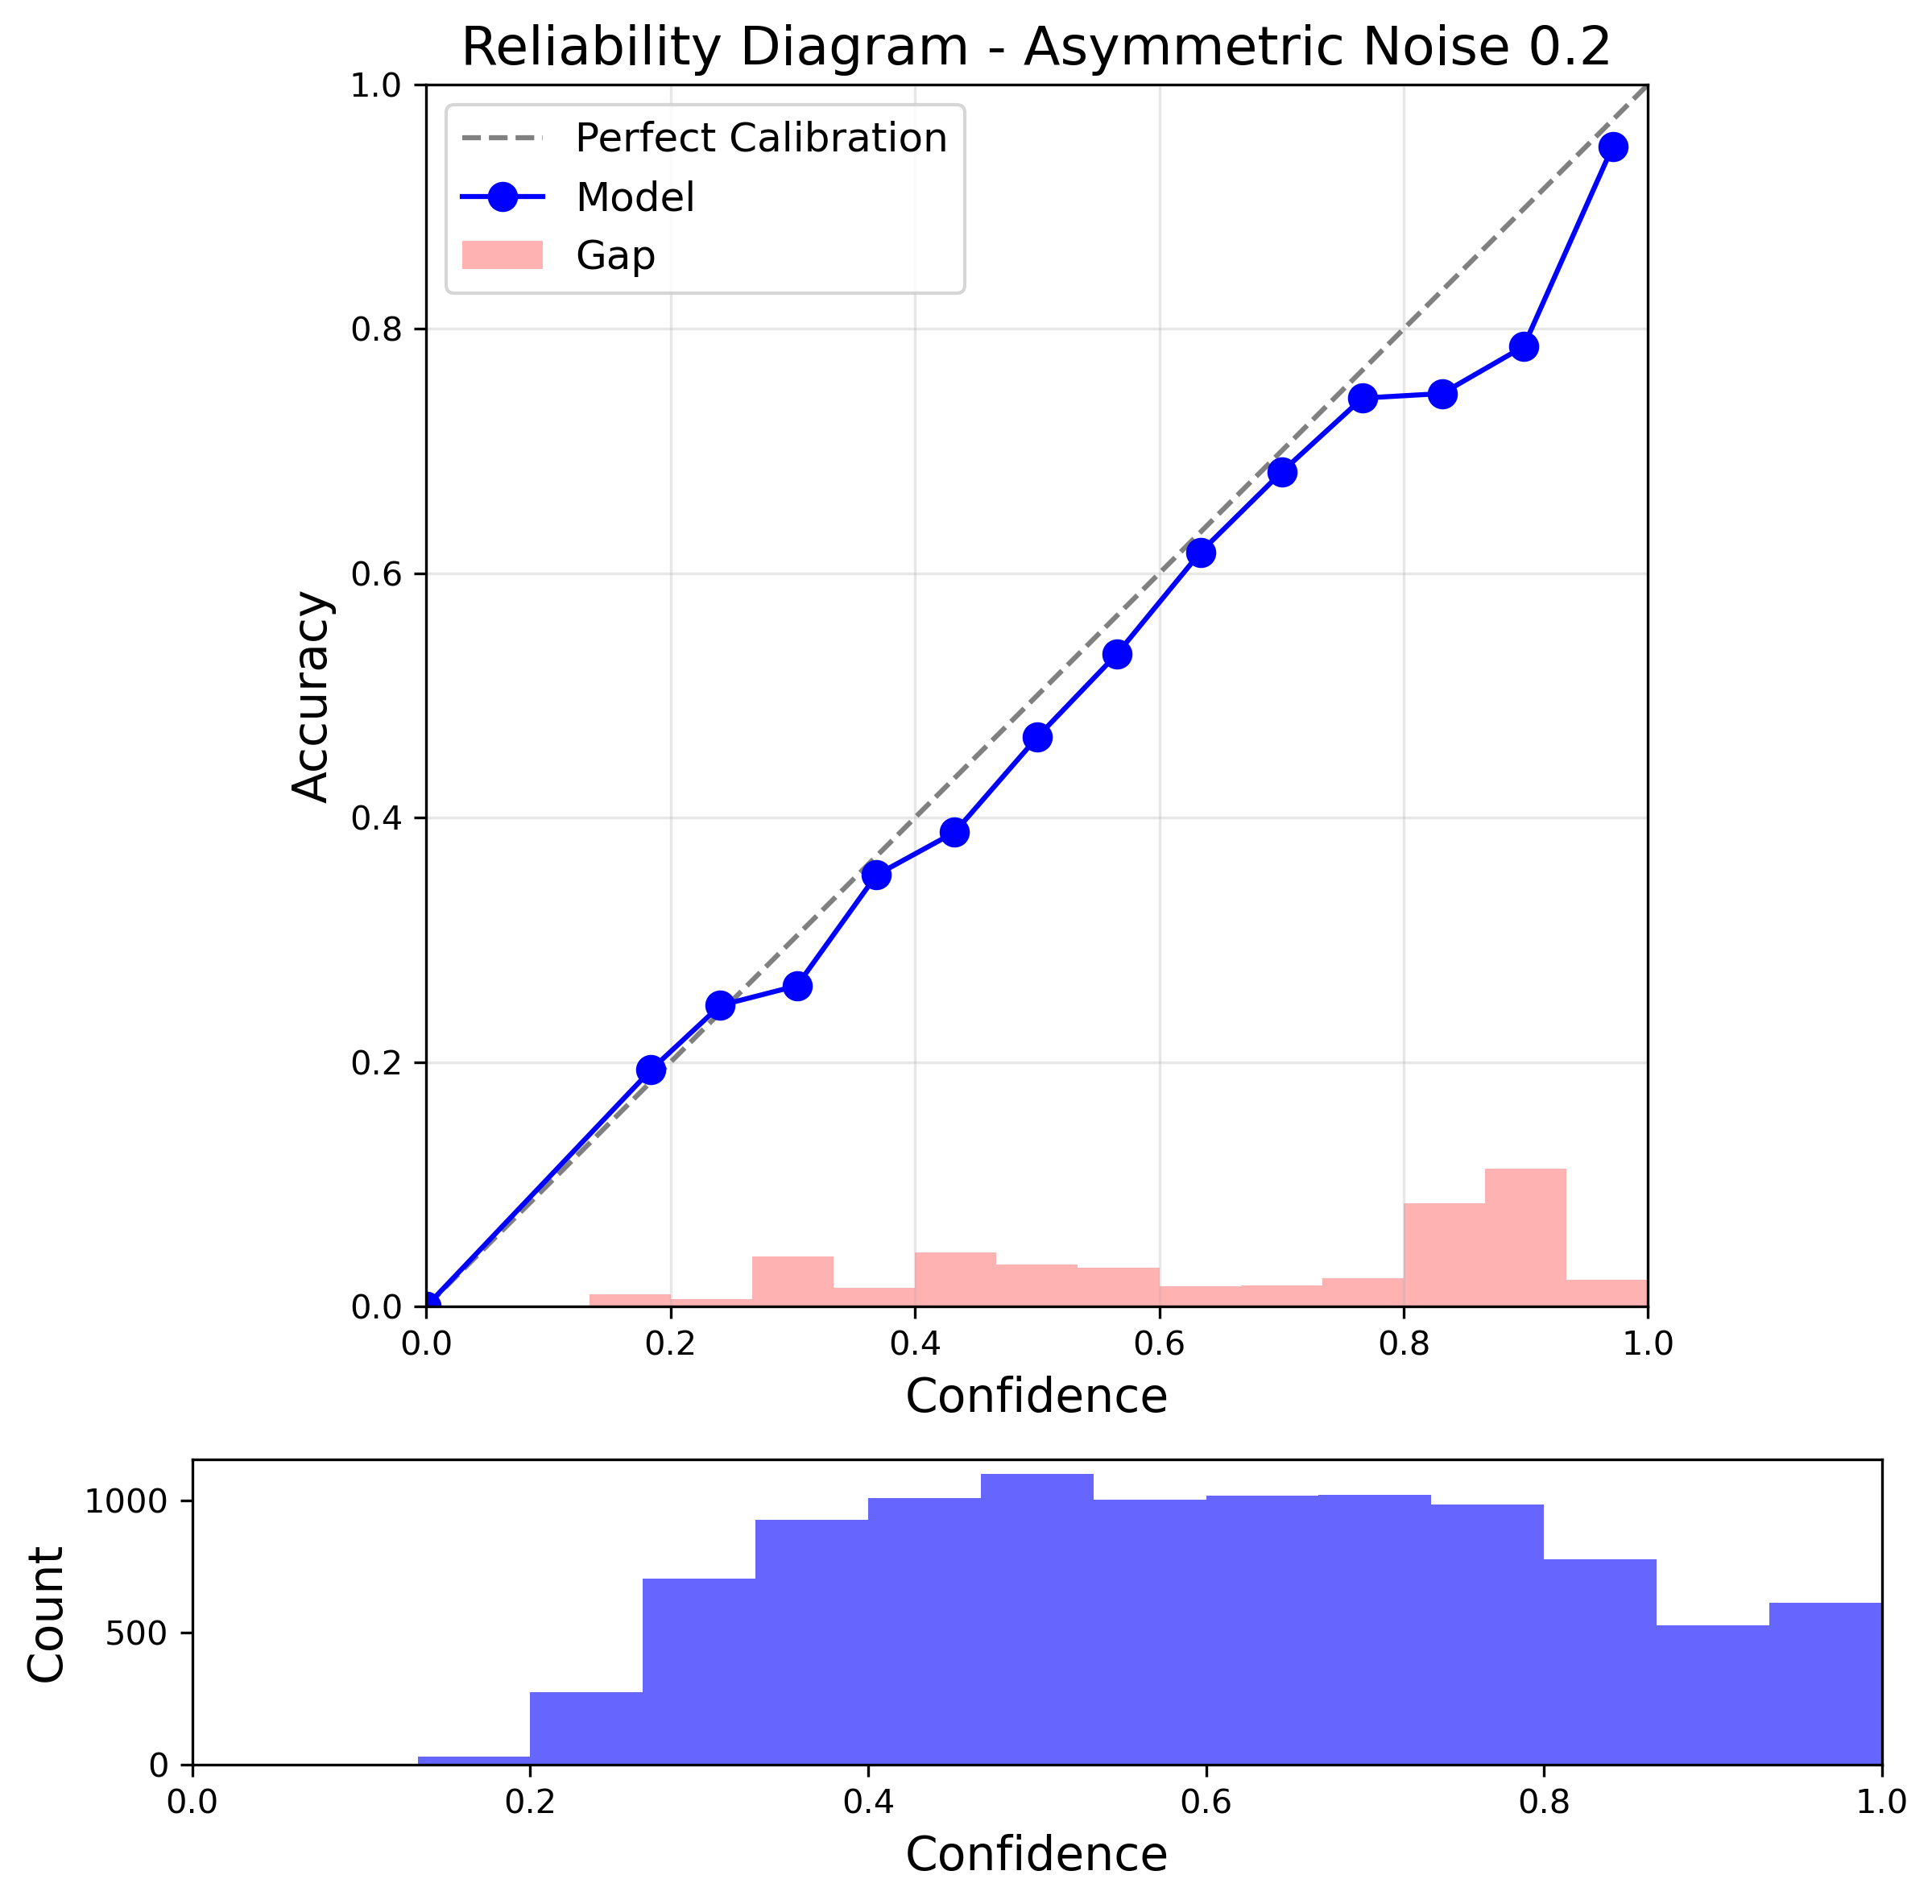 Reliability Diagram - Asymmetric Noise 0.2
Perfect Calibration
Model
Gap
1.0
0.8
0.6
0.4
0.2
0.0
Accuracy
0.0 0.2 0.4 0.6 0.8 1.0
Confidence
1000
500
0
Count
0.0 0.2 0.4 0.6 0.8 1.0
Confidence